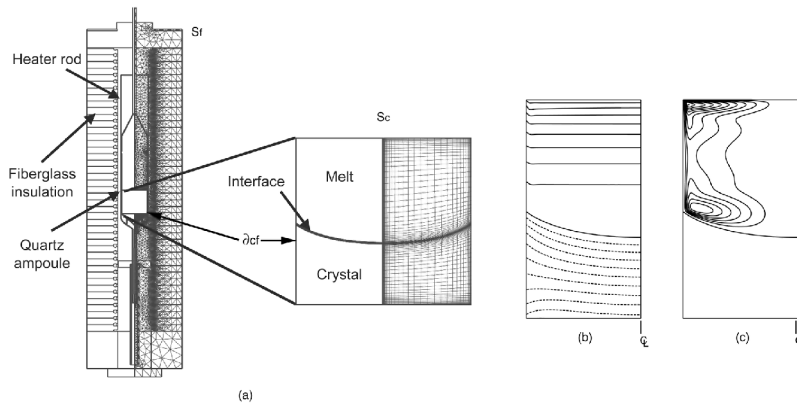 Sf
Heater rod
Fiberglass
insulation
Quartz
ampoule
Sc
Melt
Interface
∂cf
Crystal
(a)
(b)
℄
(c)